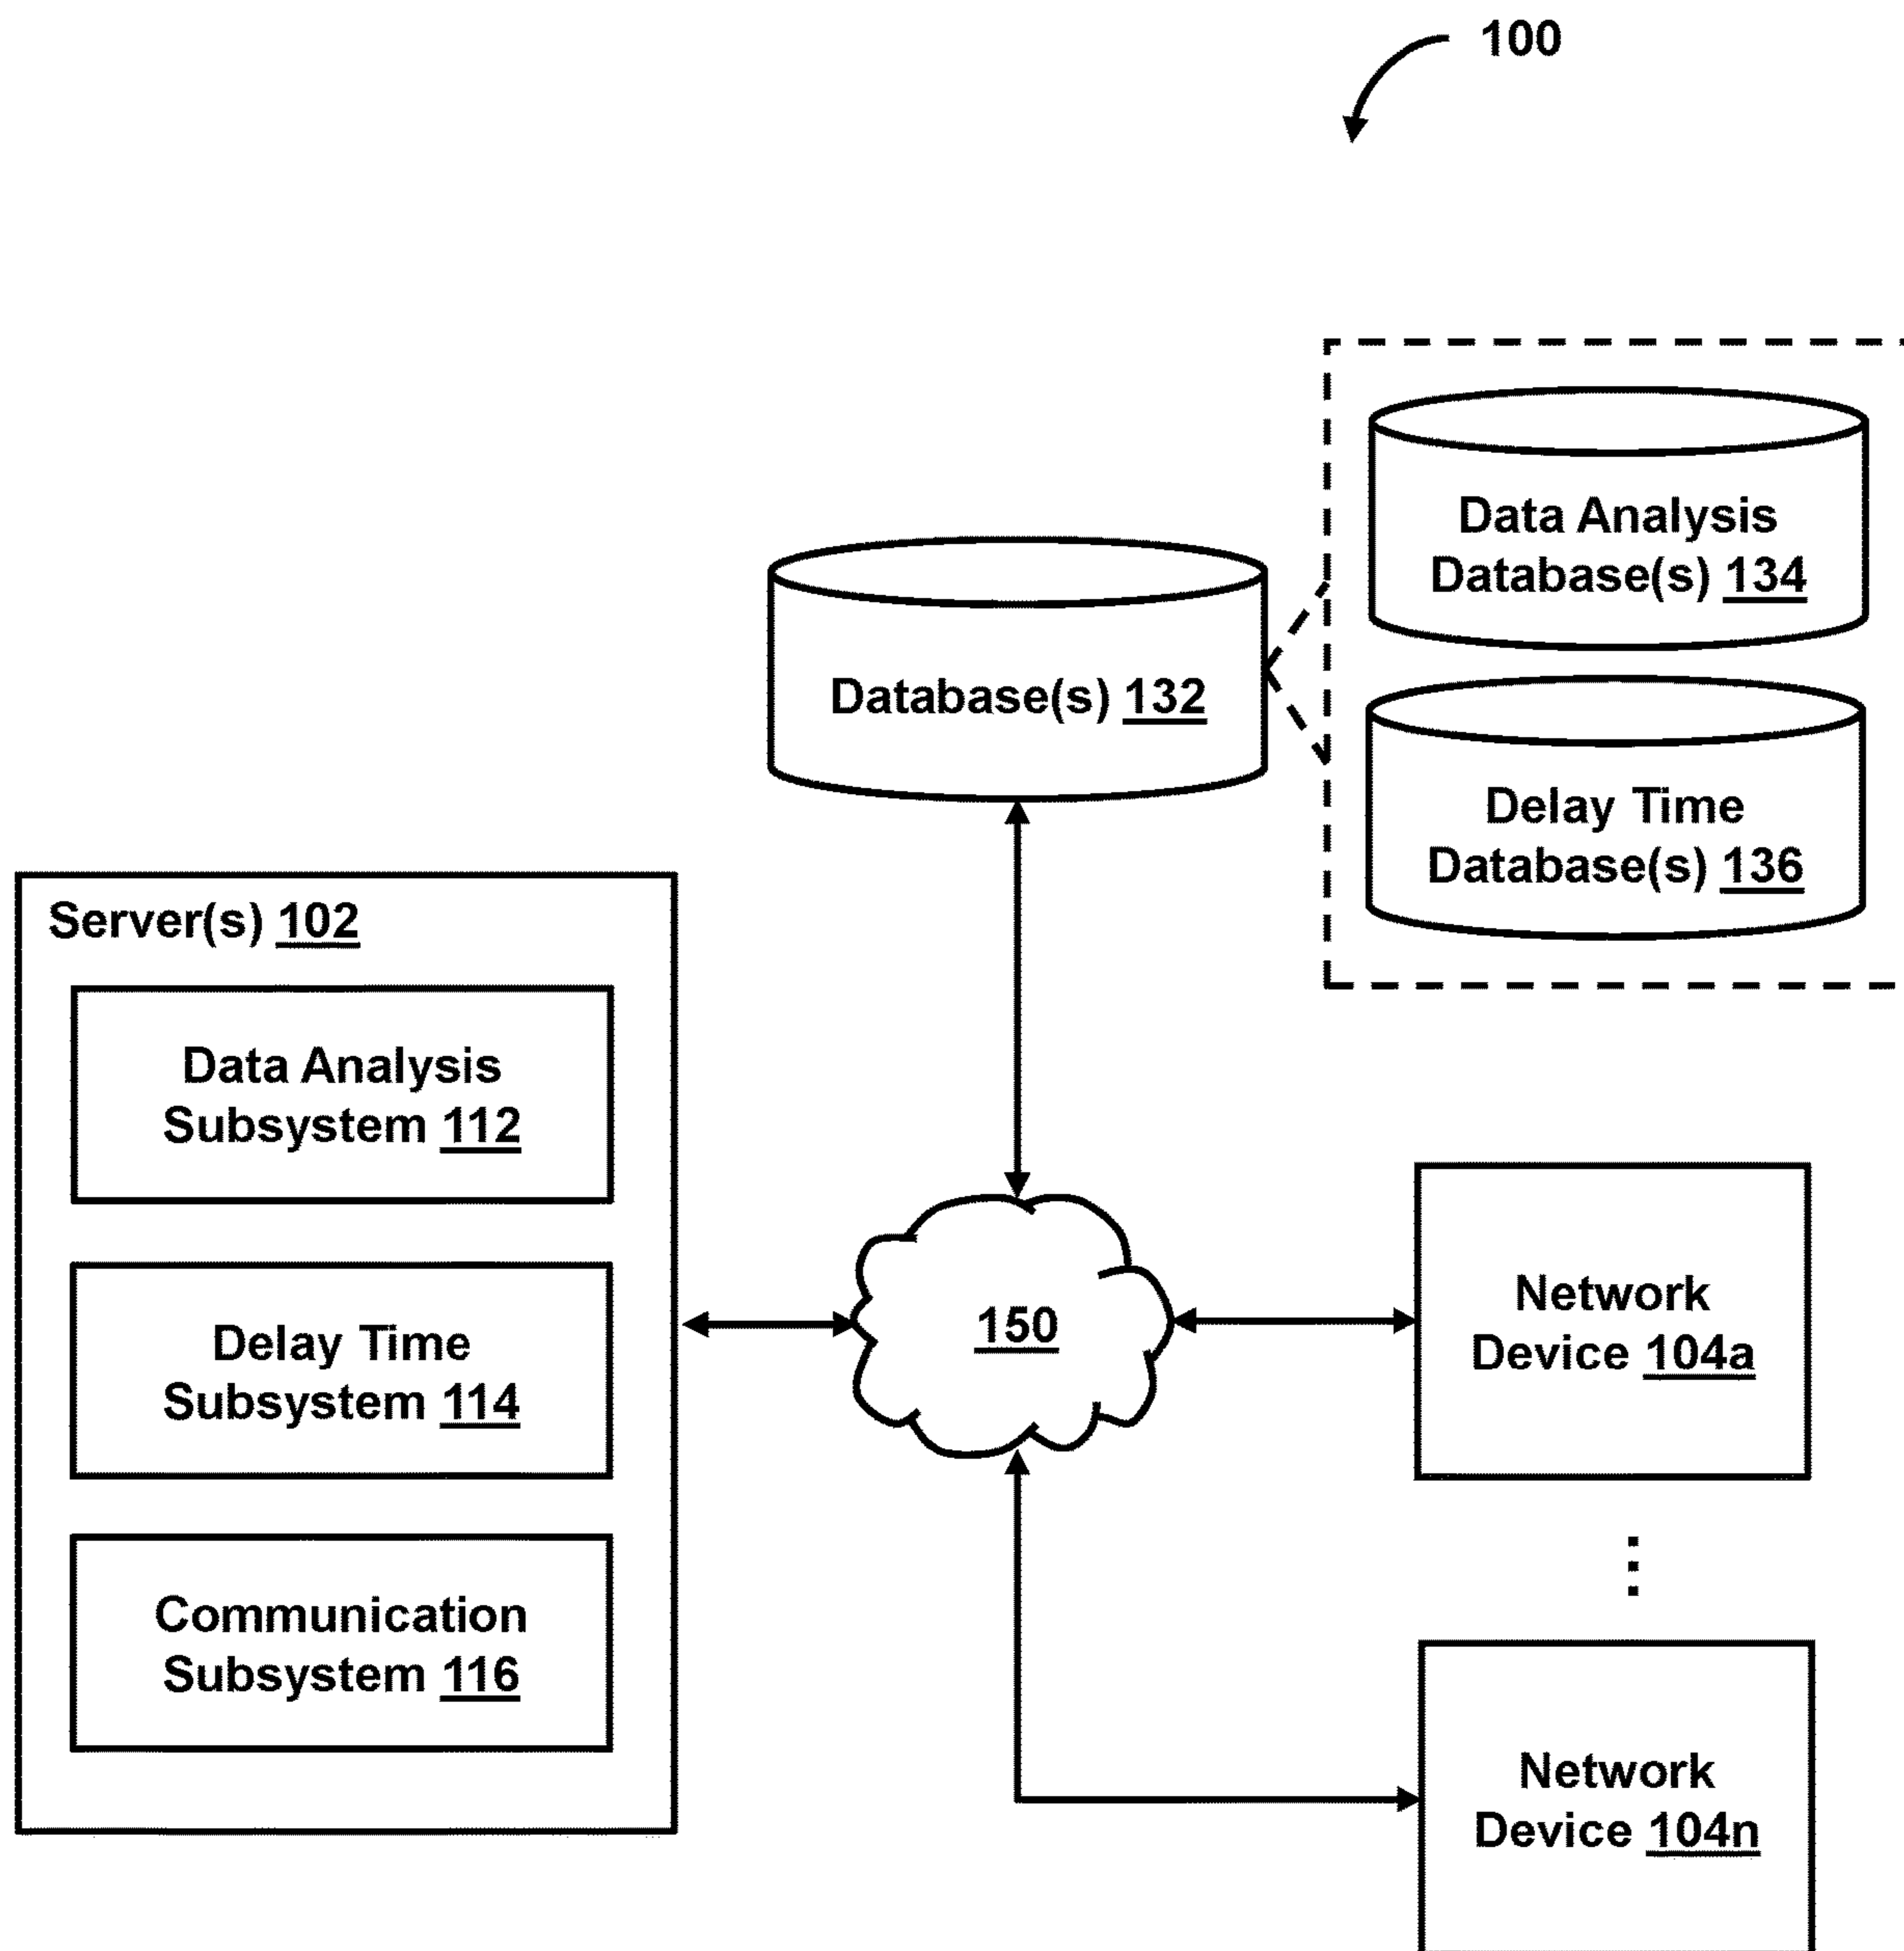 100
Data Analysis
Database(s) 134
Database(s) 132
Delay Time
Database(s) 136
Server(s) 102
Data Analysis
Subsystem 112
Delay Time
Subsystem 114
Communication
Subsystem 116
150
Network
Device 104a
Network
Device 104n